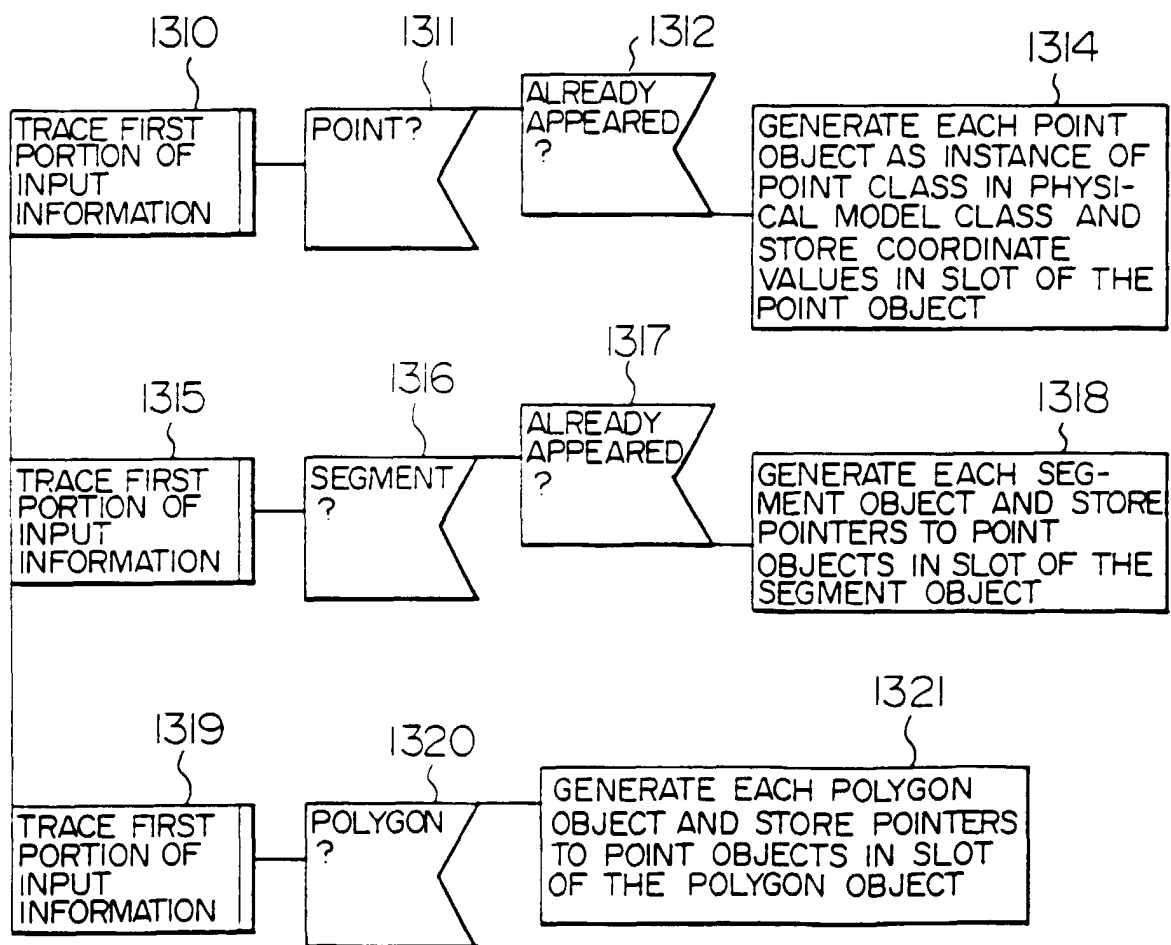 1310
1311
1312
1314
TRACE FIRST
PORTION OF
INPUT
INFORMATION
POINT?
ALREADY
APPEARED
?
GENERATE EACH POINT
OBJECT AS INSTANCE OF
POINT CLASS IN PHYSI-
CAL MODEL CLASS AND
STORE COORDINATE
VALUES IN SLOT OF THE
POINT OBJECT
1315
1316
1317
1318
TRACE FIRST
PORTION OF
INPUT
INFORMATION
SEGMENT
?
ALREADY
APPEARED
?
GENERATE EACH SEG-
MENT OBJECT AND STORE
POINTERS TO POINT
OBJECTS IN SLOT OF THE
SEGMENT OBJECT
1319
1320
1321
TRACE FIRST
PORTION OF
INPUT
INFORMATION
POLYGON
?
GENERATE EACH POLYGON
OBJECT AND STORE POINTERS
TO POINT OBJECTS IN SLOT
OF THE POLYGON OBJECT